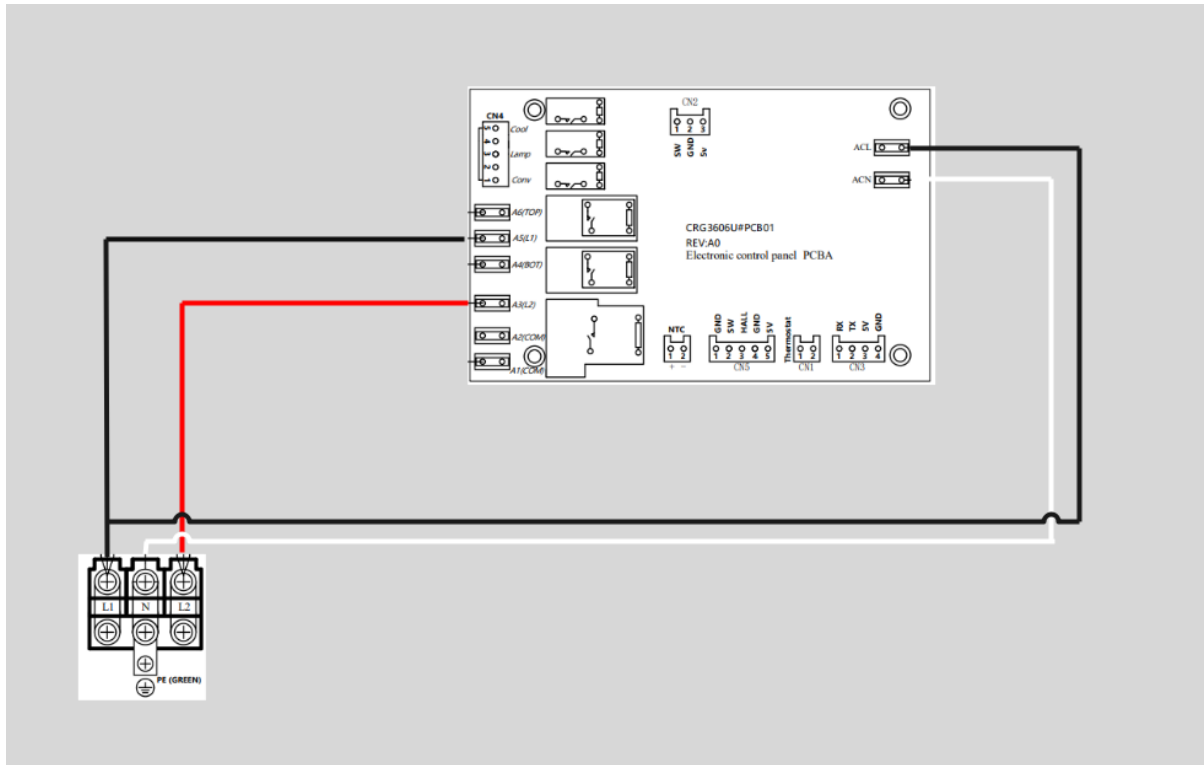 CN2
1 2 3
SW GND 5v
CN4
5 Cool
4
3 Lamp
2
1 Conv
ACL
ACN
A6(TOP)
A5(L1)
A4(BOT)
A3(L2)
A2(COM)
A1(COM)
CRG3606U#PCB01
REV:A0
Electronic control panel PCBA
NTC
1 2
+ -
GND SW HALL GND 5V
1 2 3 4 5
CN5
Thermostat
1 2
CN1
RX TX 5V GND
1 2 3 4
CN3
L1 N L2
PE (GREEN)